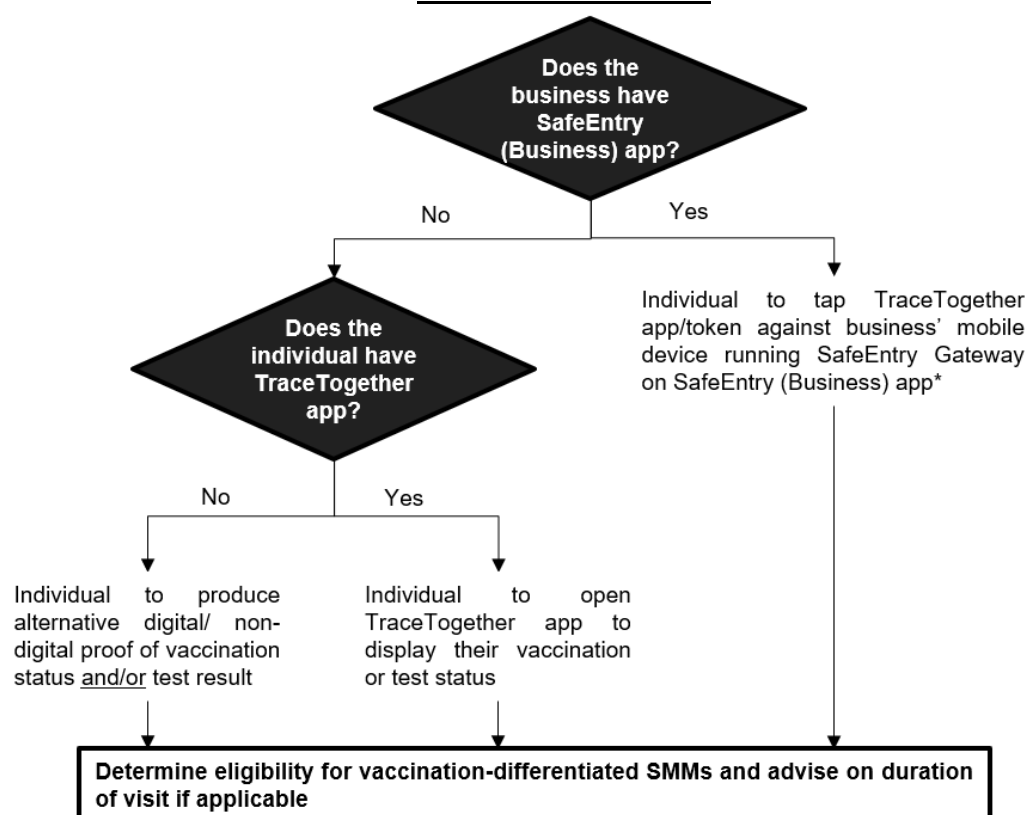 Does the
business have
SafeEntry
(Business) app?
No
Yes
Does the
individual have
TraceTogether
app?
Individual to tap TraceTogether
app/token against business’ mobile
device running SafeEntry Gateway
on SafeEntry (Business) app*
No
Yes
Individual to produce
alternative digital/ non-
digital proof of vaccination
status and/or test result
Individual to open
TraceTogether app to
display their vaccination
or test status
Determine eligibility for vaccination-differentiated SMMs and advise on duration
of visit if applicable